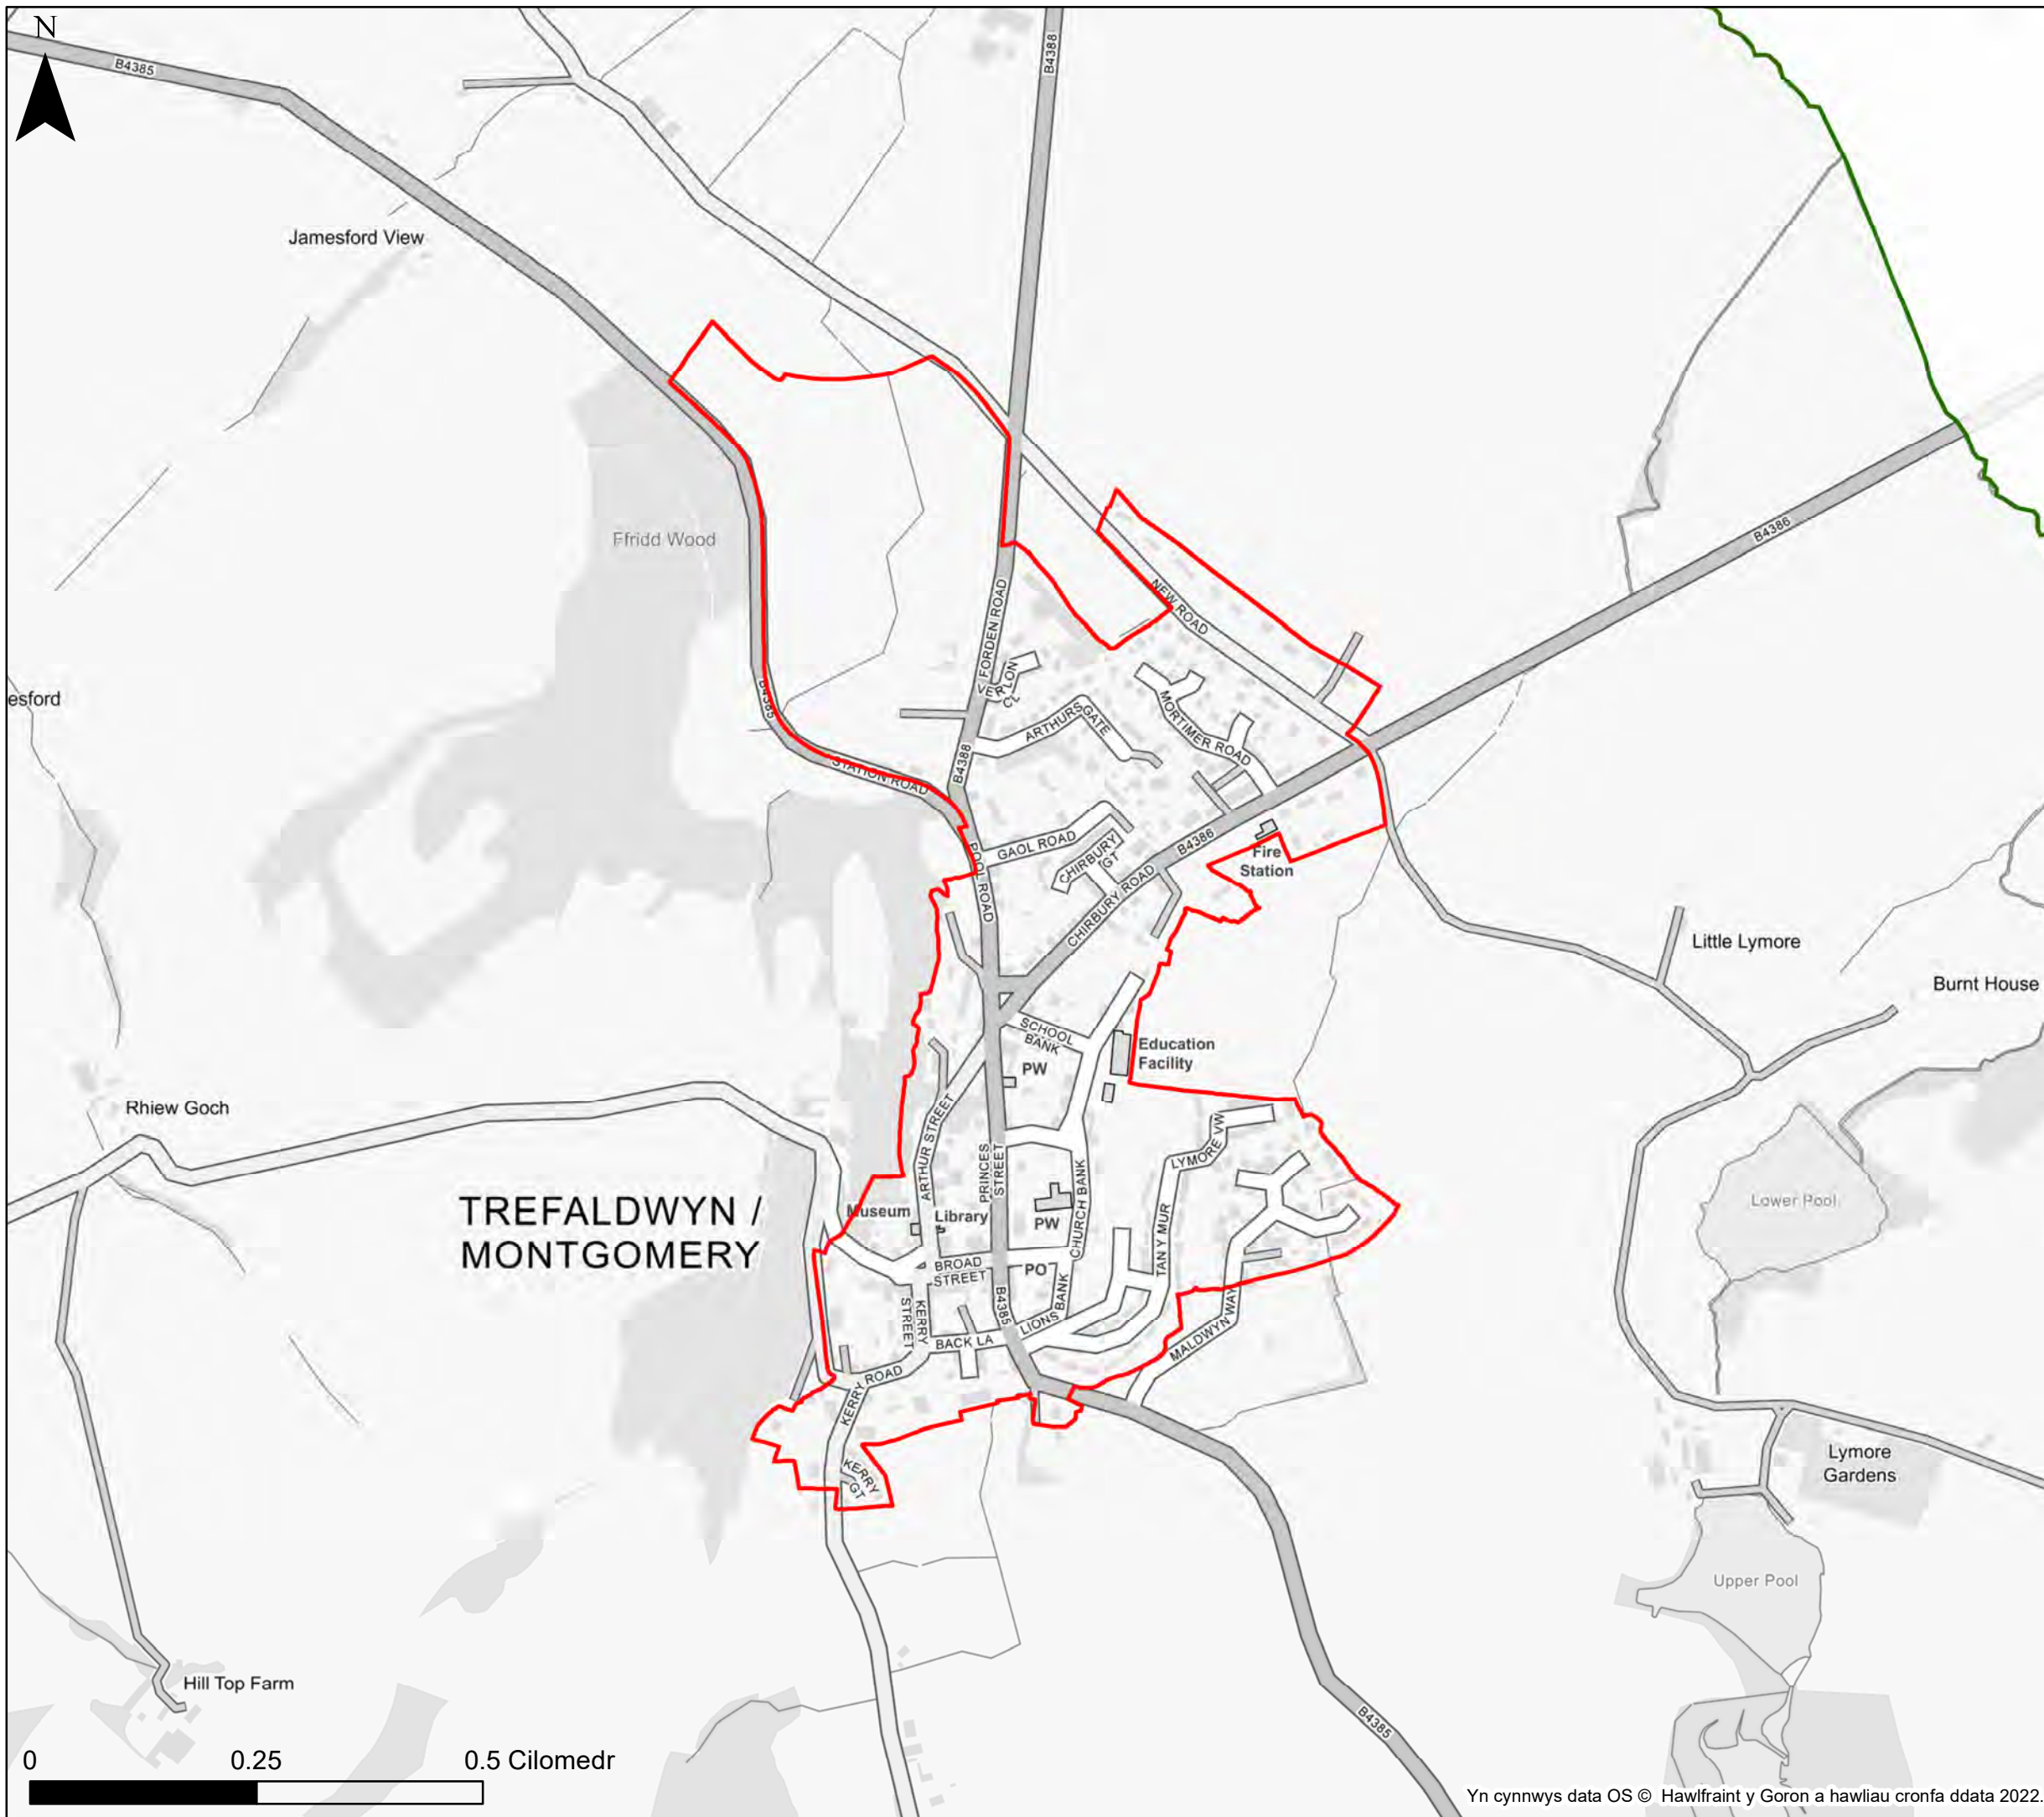 N
B4385
B4388
Jamesford View
Ffridd Wood
esford
FORDEN ROAD
NEW ROAD
B4386
B4385
STATION ROAD
B4388
ARTHURS
GATE
MORTIMER ROAD
POOL ROAD
GAOL ROAD
CHIRBURY
GT
B4386
CHIRBURY ROAD
Fire
Station
Little Lymore
Burnt House
SCHOOL
BANK
Education
Facility
PW
Rhiew Goch
ARTHUR STREET
PRINCES
STREET
CHURCH BANK
LYMORE VW
TAN Y MUR
TREFALDWYN /
MONTGOMERY
Museum
Library
PW
Lower Pool
BROAD
STREET
PO
KERRY
STREET
B4385
LIONS
BANK
BACK LA
MALDWYN WAY
KERRY ROAD
KERRY
GT
Lymore
Gardens
Upper Pool
Hill Top Farm
B4385
0 0.25 0.5 Cilomedr
Yn cynnwys data OS © Hawlfraint y Goron a hawliau cronfa ddata 2022